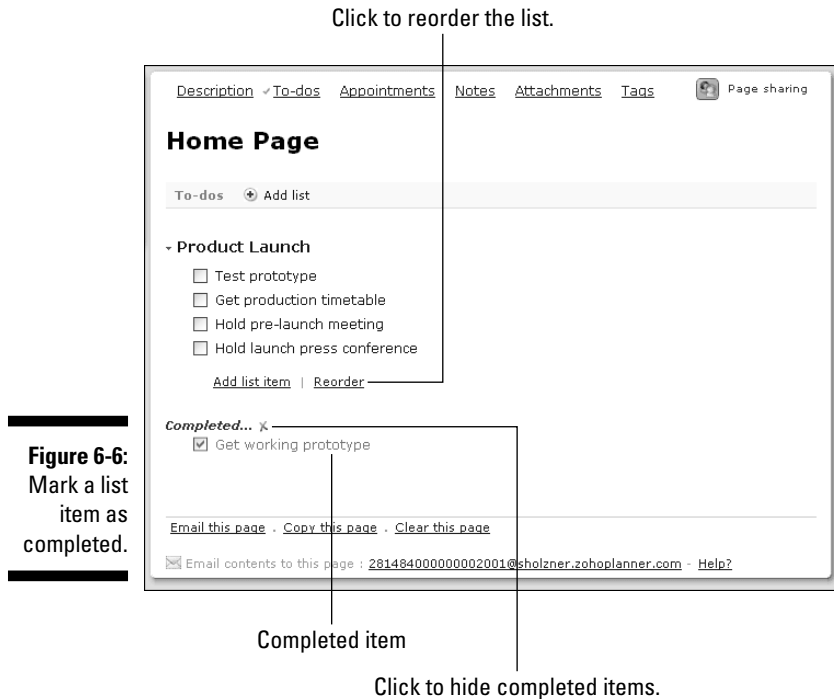 Click to reorder the list.
Description To-dos Appointments Notes Attachments Tags Page sharing
Home Page
To-dos Add list
Product Launch
Test prototype
Get production timetable
Hold pre-launch meeting
Hold launch press conference
Add list item | Reorder
Completed...
Get working prototype
Figure 6-6:
Mark a list
item as
completed.
Email this page . Copy this page . Clear this page
Email contents to this page : 281484000000002001@sholzner.zohoplanner.com - Help?
Completed item
Click to hide completed items.